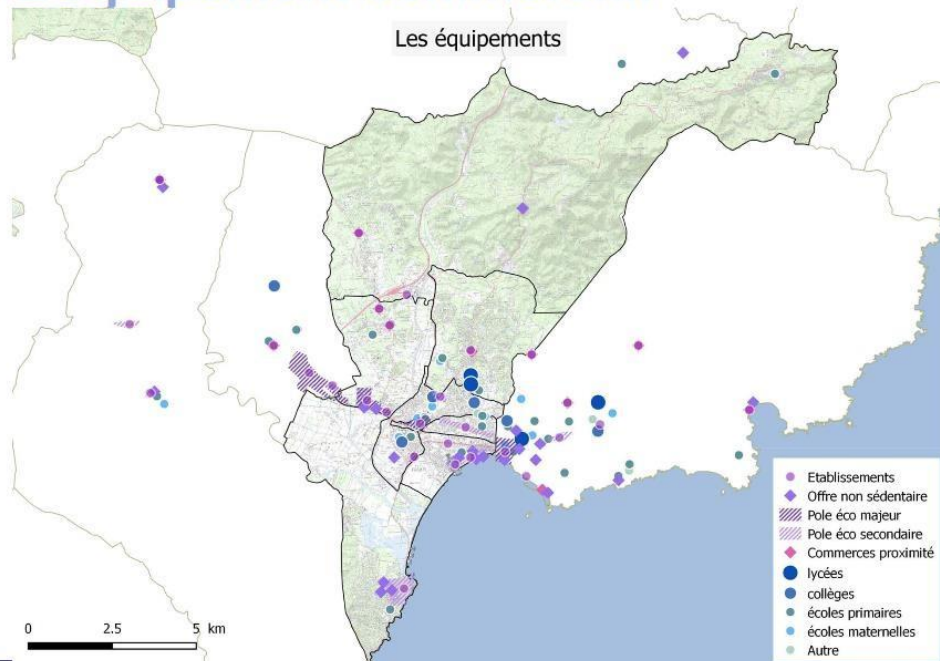 Les équipements
Etablissements
Offre non sédentaire
Pole éco majeur
Pole éco secondaire
Commerces proximité
lycées
collèges
écoles primaires
écoles maternelles
Autre
0 2.5 5 km